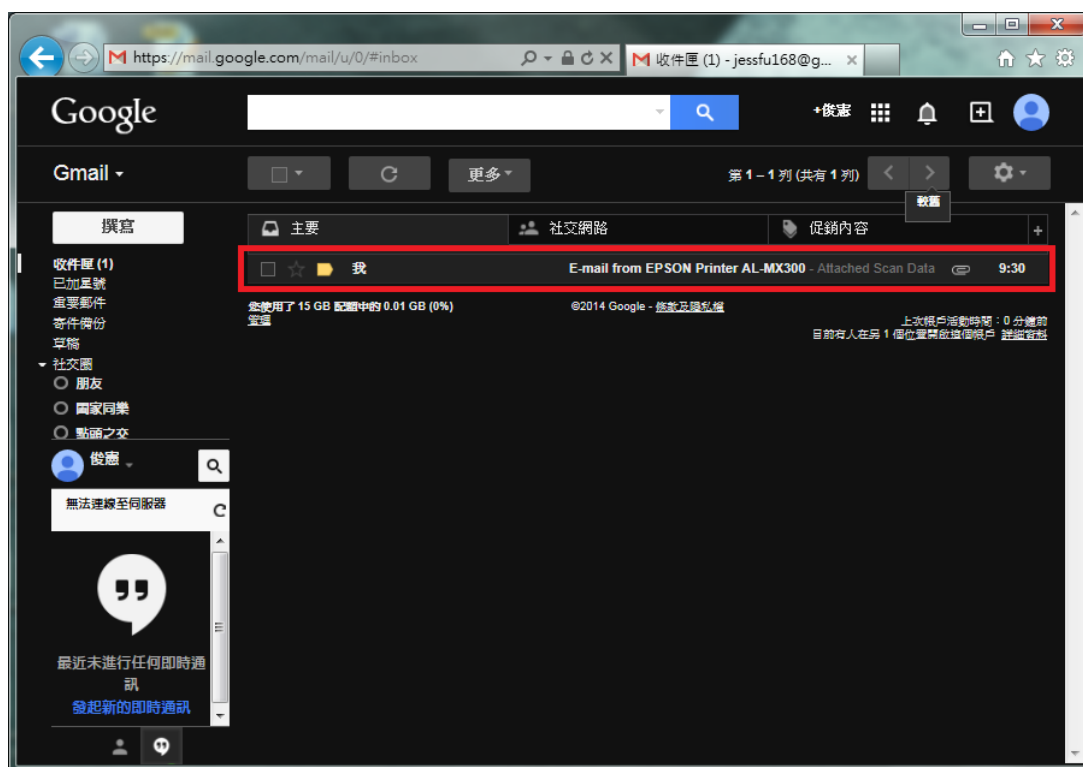 https://mail.google.com/mail/u/0/#inbox
收件匣 (1) - jessfu168@g...
Google
+俊憲
Gmail
更多
第 1 – 1 列 (共有 1 列)
較舊
撰寫
主要
社交網路
促銷內容
+
收件匣 (1)
我
E-mail from EPSON Printer AL-MX300 - Attached Scan Data
9:30
已加星號
重要郵件
寄件備份
草稿
社交圈
朋友
闔家同樂
點頭之交
您使用了 15 GB 配額中的 0.01 GB (0%)
管理
©2014 Google - 條款及隱私權
上次帳戶活動時間：0 分鐘前
目前有人在另 1 個位置開啟這個帳戶 詳細資料
俊憲
無法連線至伺服器
最近未進行任何即時通
訊
發起新的即時通訊